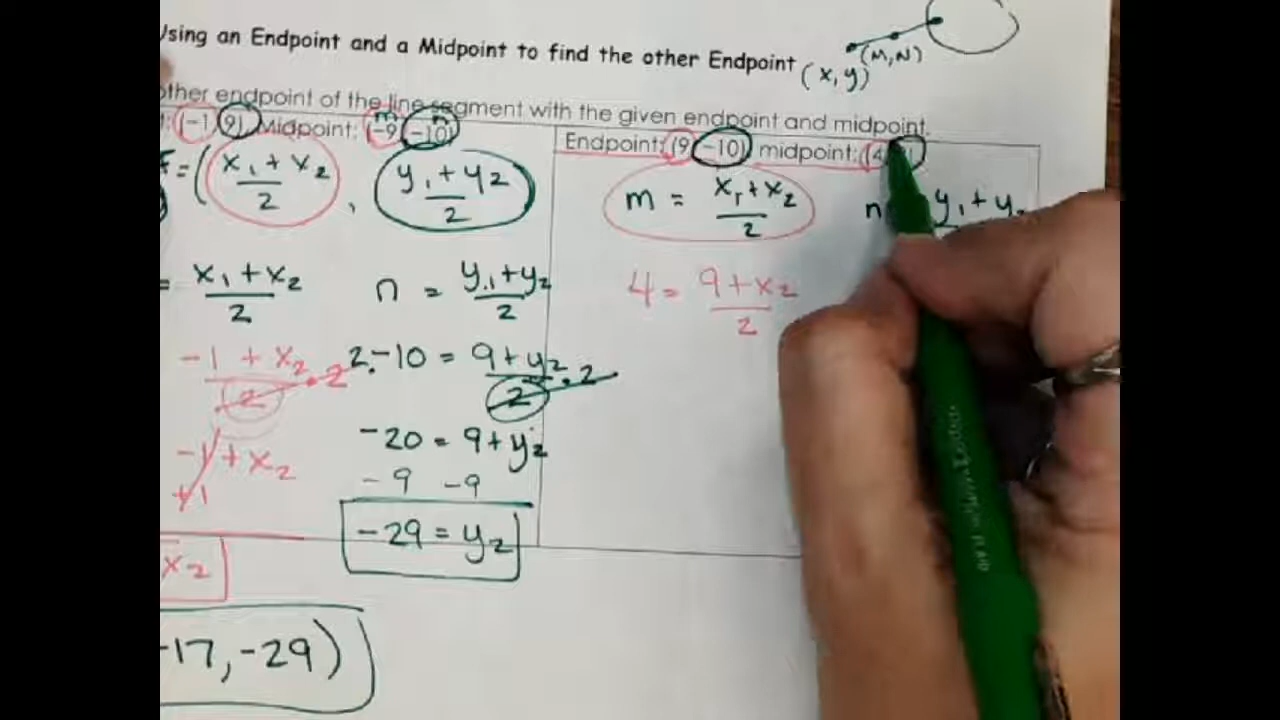 Using an Endpoint and a Midpoint to find the other Endpoint (x, y)
(M, N)
other endpoint of the line segment with the given endpoint and midpoint.
m n
(-1, 9) Midpoint: (-9, -10)
= (x₁ + x₂ / 2 , y₁ + y₂ / 2
= x₁ + x₂ / 2
n = y₁ + y₂ / 2
-1 + x₂ / 2 · 2
2 · -10 = 9 + y₂ / 2 · 2
-20 = 9 + y₂
-1 + x₂
+1
-9 -9
-29 = y₂
x₂
-17, -29)
Endpoint: (9, -10) midpoint: (4
m = x₁ + x₂ / 2
n y₁ + y₂
4 = 9 + x₂ / 2